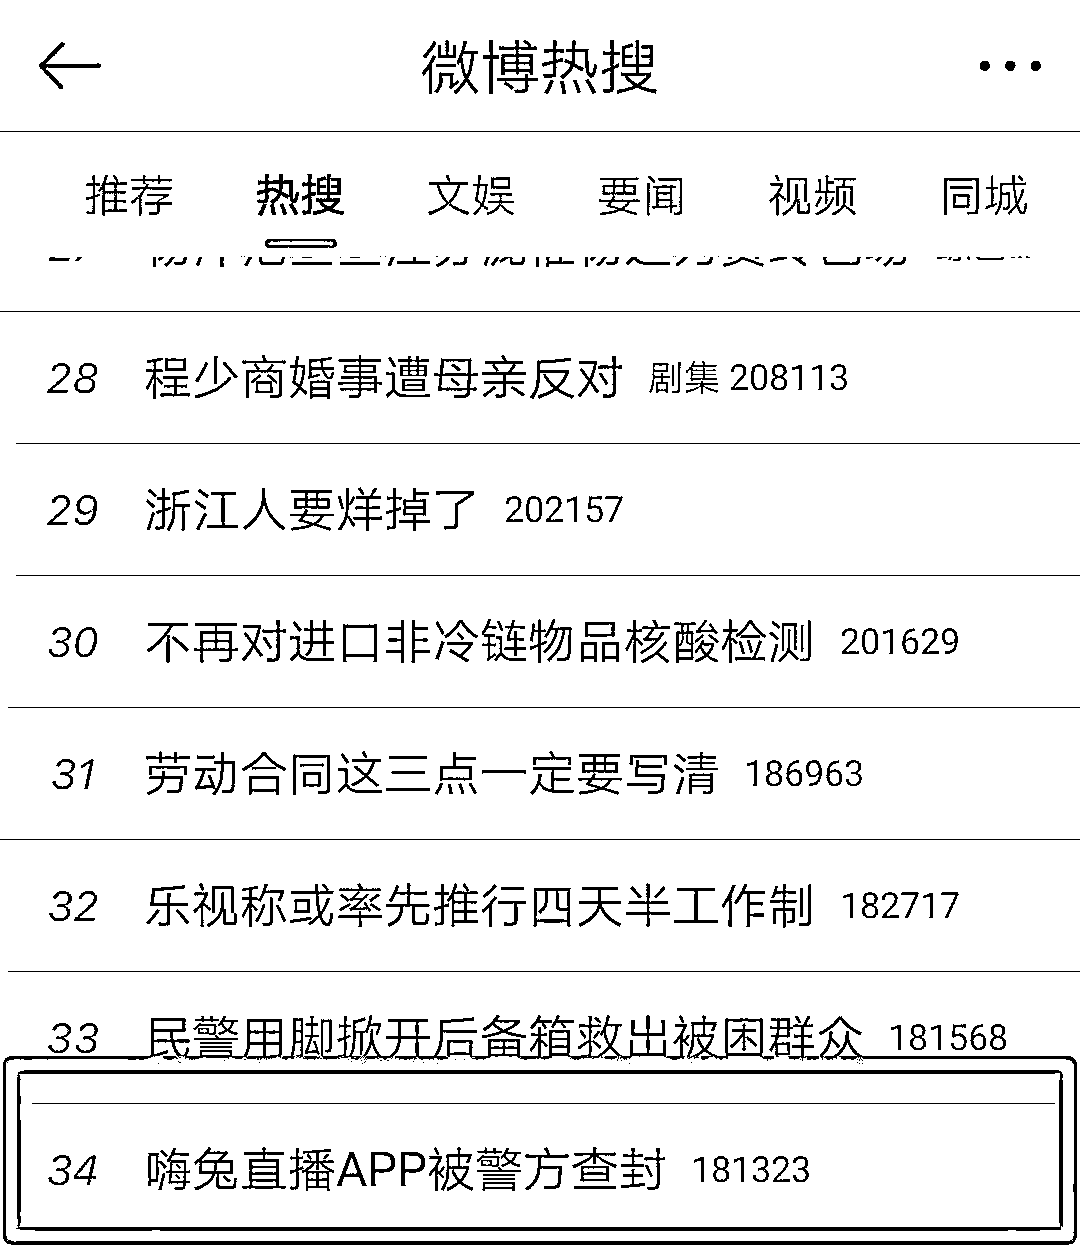 微博热搜
推荐 热搜 文娱 要闻 视频 同城
28 程少商婚事遭母亲反对 剧集 208113
29 浙江人要烊掉了 202157
30 不再对进口非冷链物品核酸检测 201629
31 劳动合同这三点一定要写清 186963
32 乐视称或率先推行四天半工作制 182717
33 民警用脚掀开后备箱救出被困群众 181568
34 嗨兔直播APP被警方查封 181323